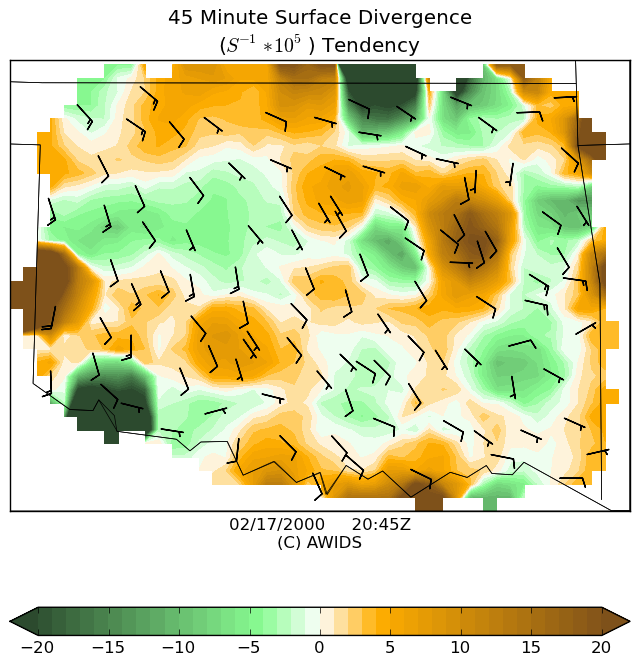 45 Minute Surface Divergence
(S⁻¹ *10⁵ ) Tendency
02/17/2000 20:45Z
(C) AWIDS
−20 −15 −10 −5 0 5 10 15 20